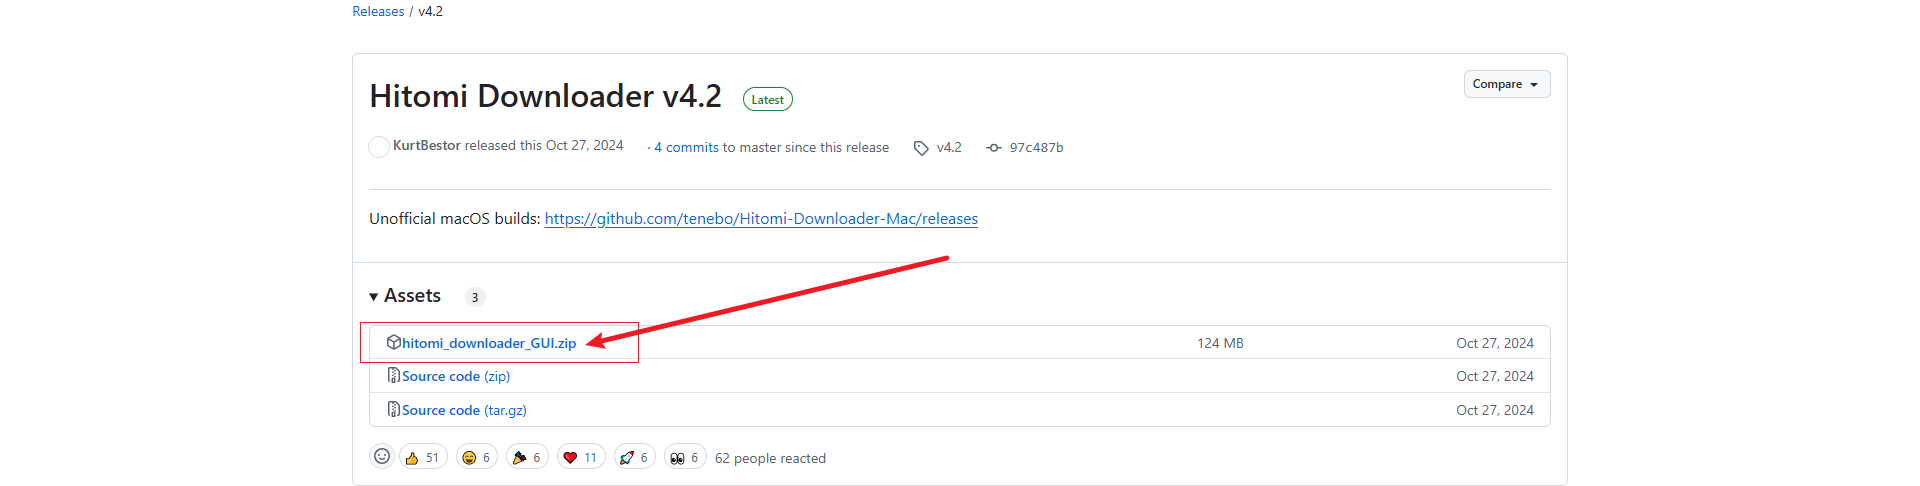 Releases / v4.2
Hitomi Downloader v4.2 Latest Compare
KurtBestor released this Oct 27, 2024 · 4 commits to master since this release v4.2 97c487b
Unofficial macOS builds: https://github.com/tenebo/Hitomi-Downloader-Mac/releases
Assets 3
hitomi_downloader_GUI.zip 124 MB Oct 27, 2024
Source code (zip) Oct 27, 2024
Source code (tar.gz) Oct 27, 2024
51 6 6 11 6 6 62 people reacted